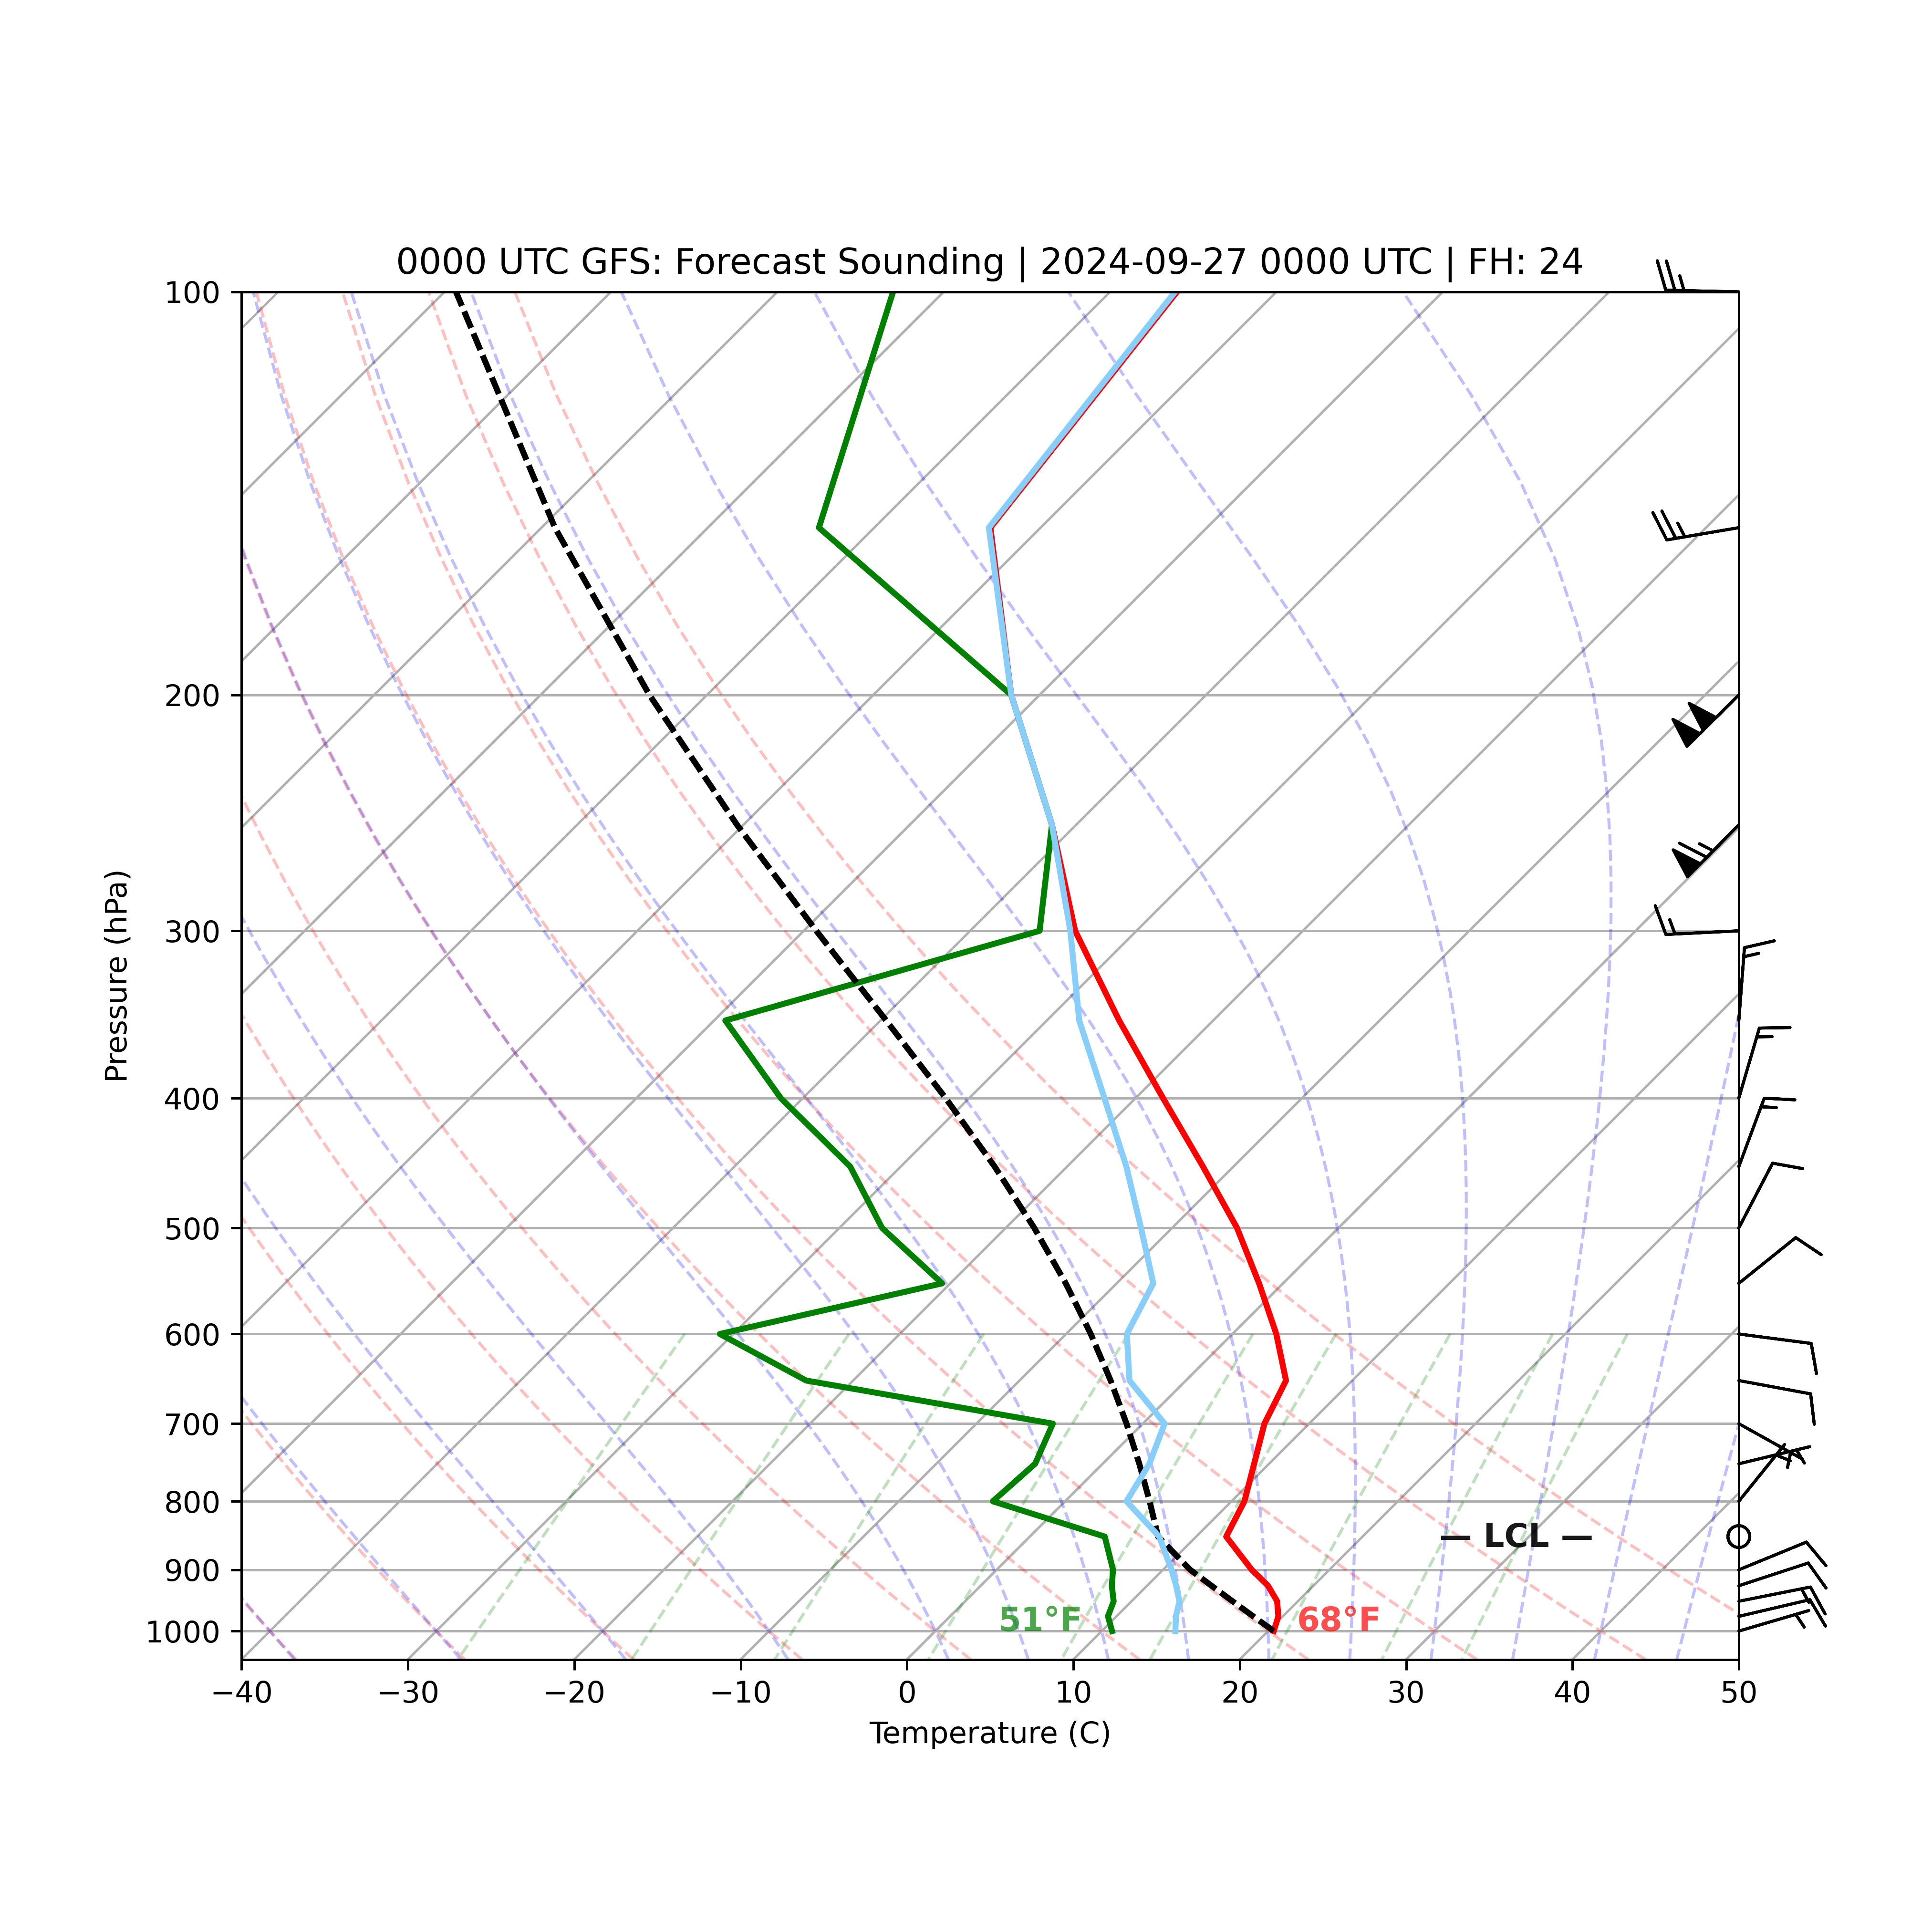 0000 UTC GFS: Forecast Sounding | 2024-09-27 0000 UTC | FH: 24
100
200
300
400
500
600
700
800
900
1000
Pressure (hPa)
— LCL —
51°F
68°F
−40 −30 −20 −10 0 10 20 30 40 50
Temperature (C)